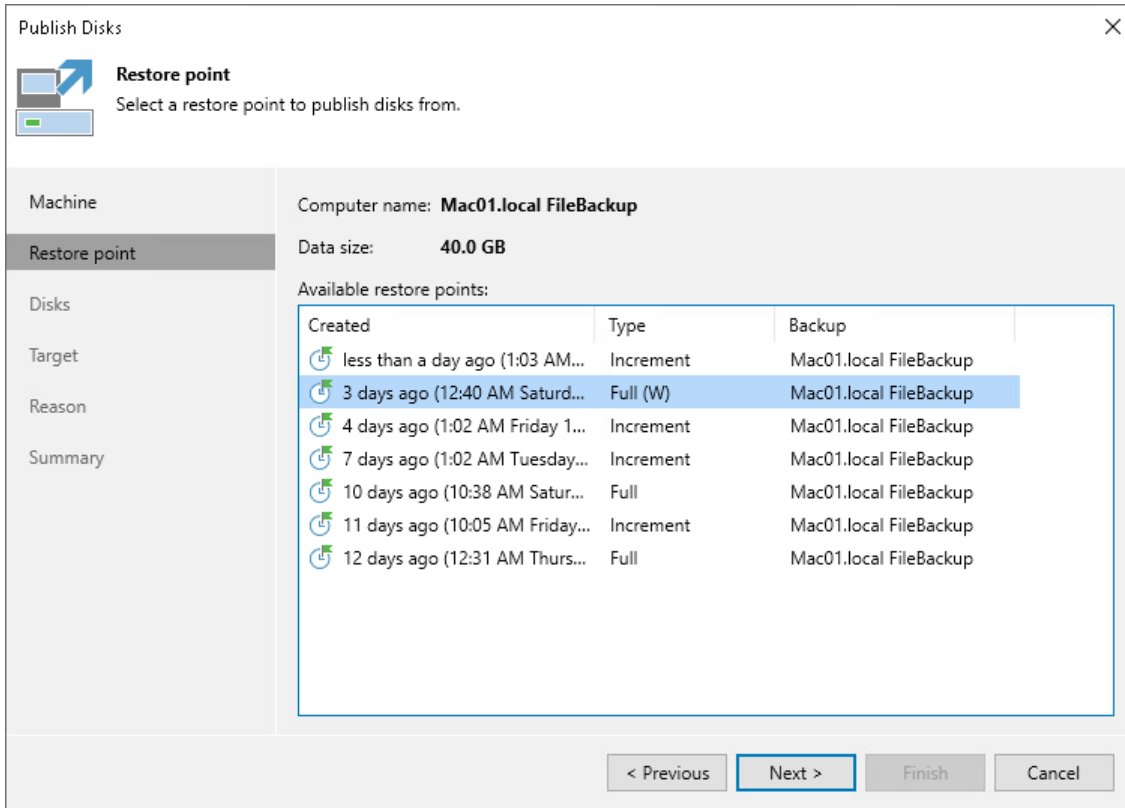 Publish Disks
Restore point
Select a restore point to publish disks from.
Machine
Restore point
Disks
Target
Reason
Summary
Computer name: Mac01.local FileBackup
Data size: 40.0 GB
Available restore points:
Created Type Backup
less than a day ago (1:03 AM... Increment Mac01.local FileBackup
3 days ago (12:40 AM Saturd... Full (W) Mac01.local FileBackup
4 days ago (1:02 AM Friday 1... Increment Mac01.local FileBackup
7 days ago (1:02 AM Tuesday... Increment Mac01.local FileBackup
10 days ago (10:38 AM Satur... Full Mac01.local FileBackup
11 days ago (10:05 AM Friday... Increment Mac01.local FileBackup
12 days ago (12:31 AM Thurs... Full Mac01.local FileBackup
< Previous Next > Finish Cancel